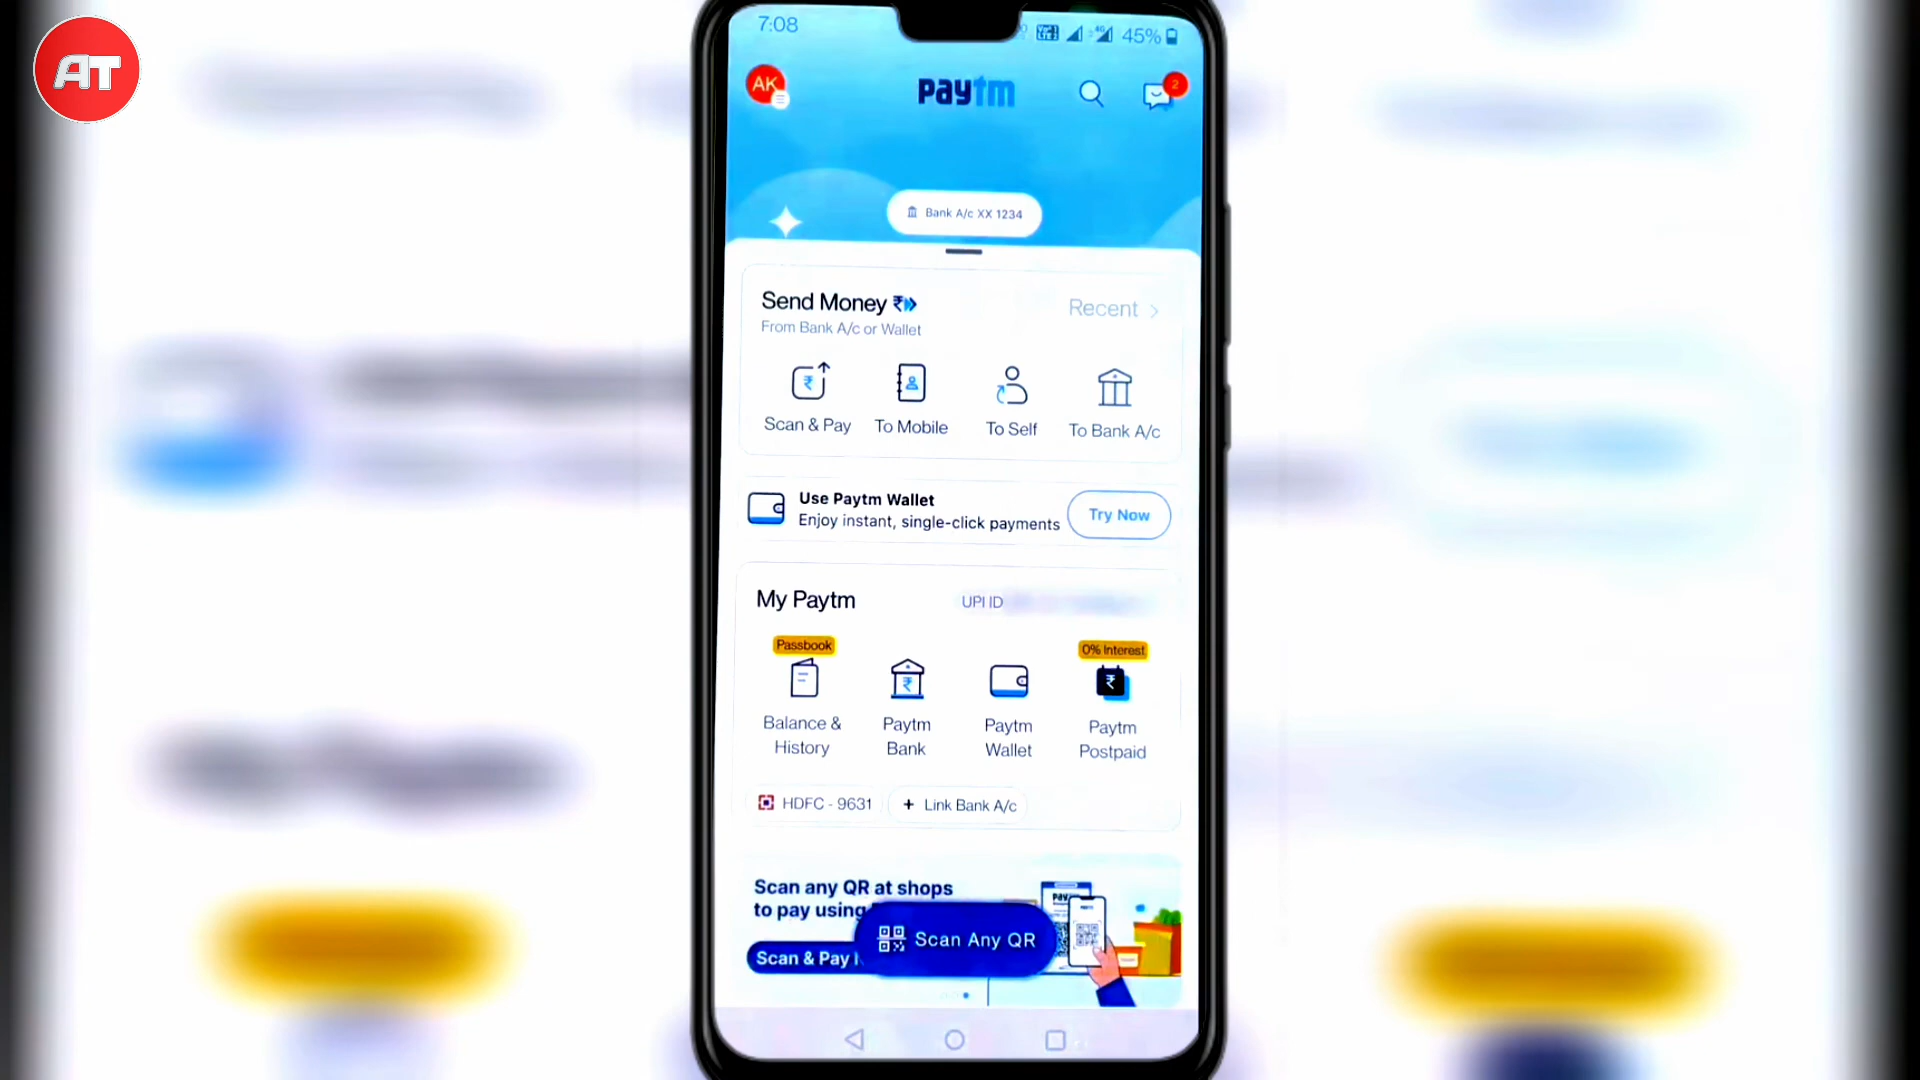 AT
7:08
45%
AK
paytm
2
Bank A/c XX 1234
Send Money
Recent
From Bank A/c or Wallet
Scan & Pay
To Mobile
To Self
To Bank A/c
Use Paytm Wallet
Enjoy instant, single-click payments
Try Now
My Paytm
UPI ID
Passbook
0% Interest
Balance & History
Paytm Bank
Paytm Wallet
Paytm Postpaid
HDFC - 9631
+ Link Bank A/c
Scan any QR at shops
to pay using
Scan & Pay
Scan Any QR